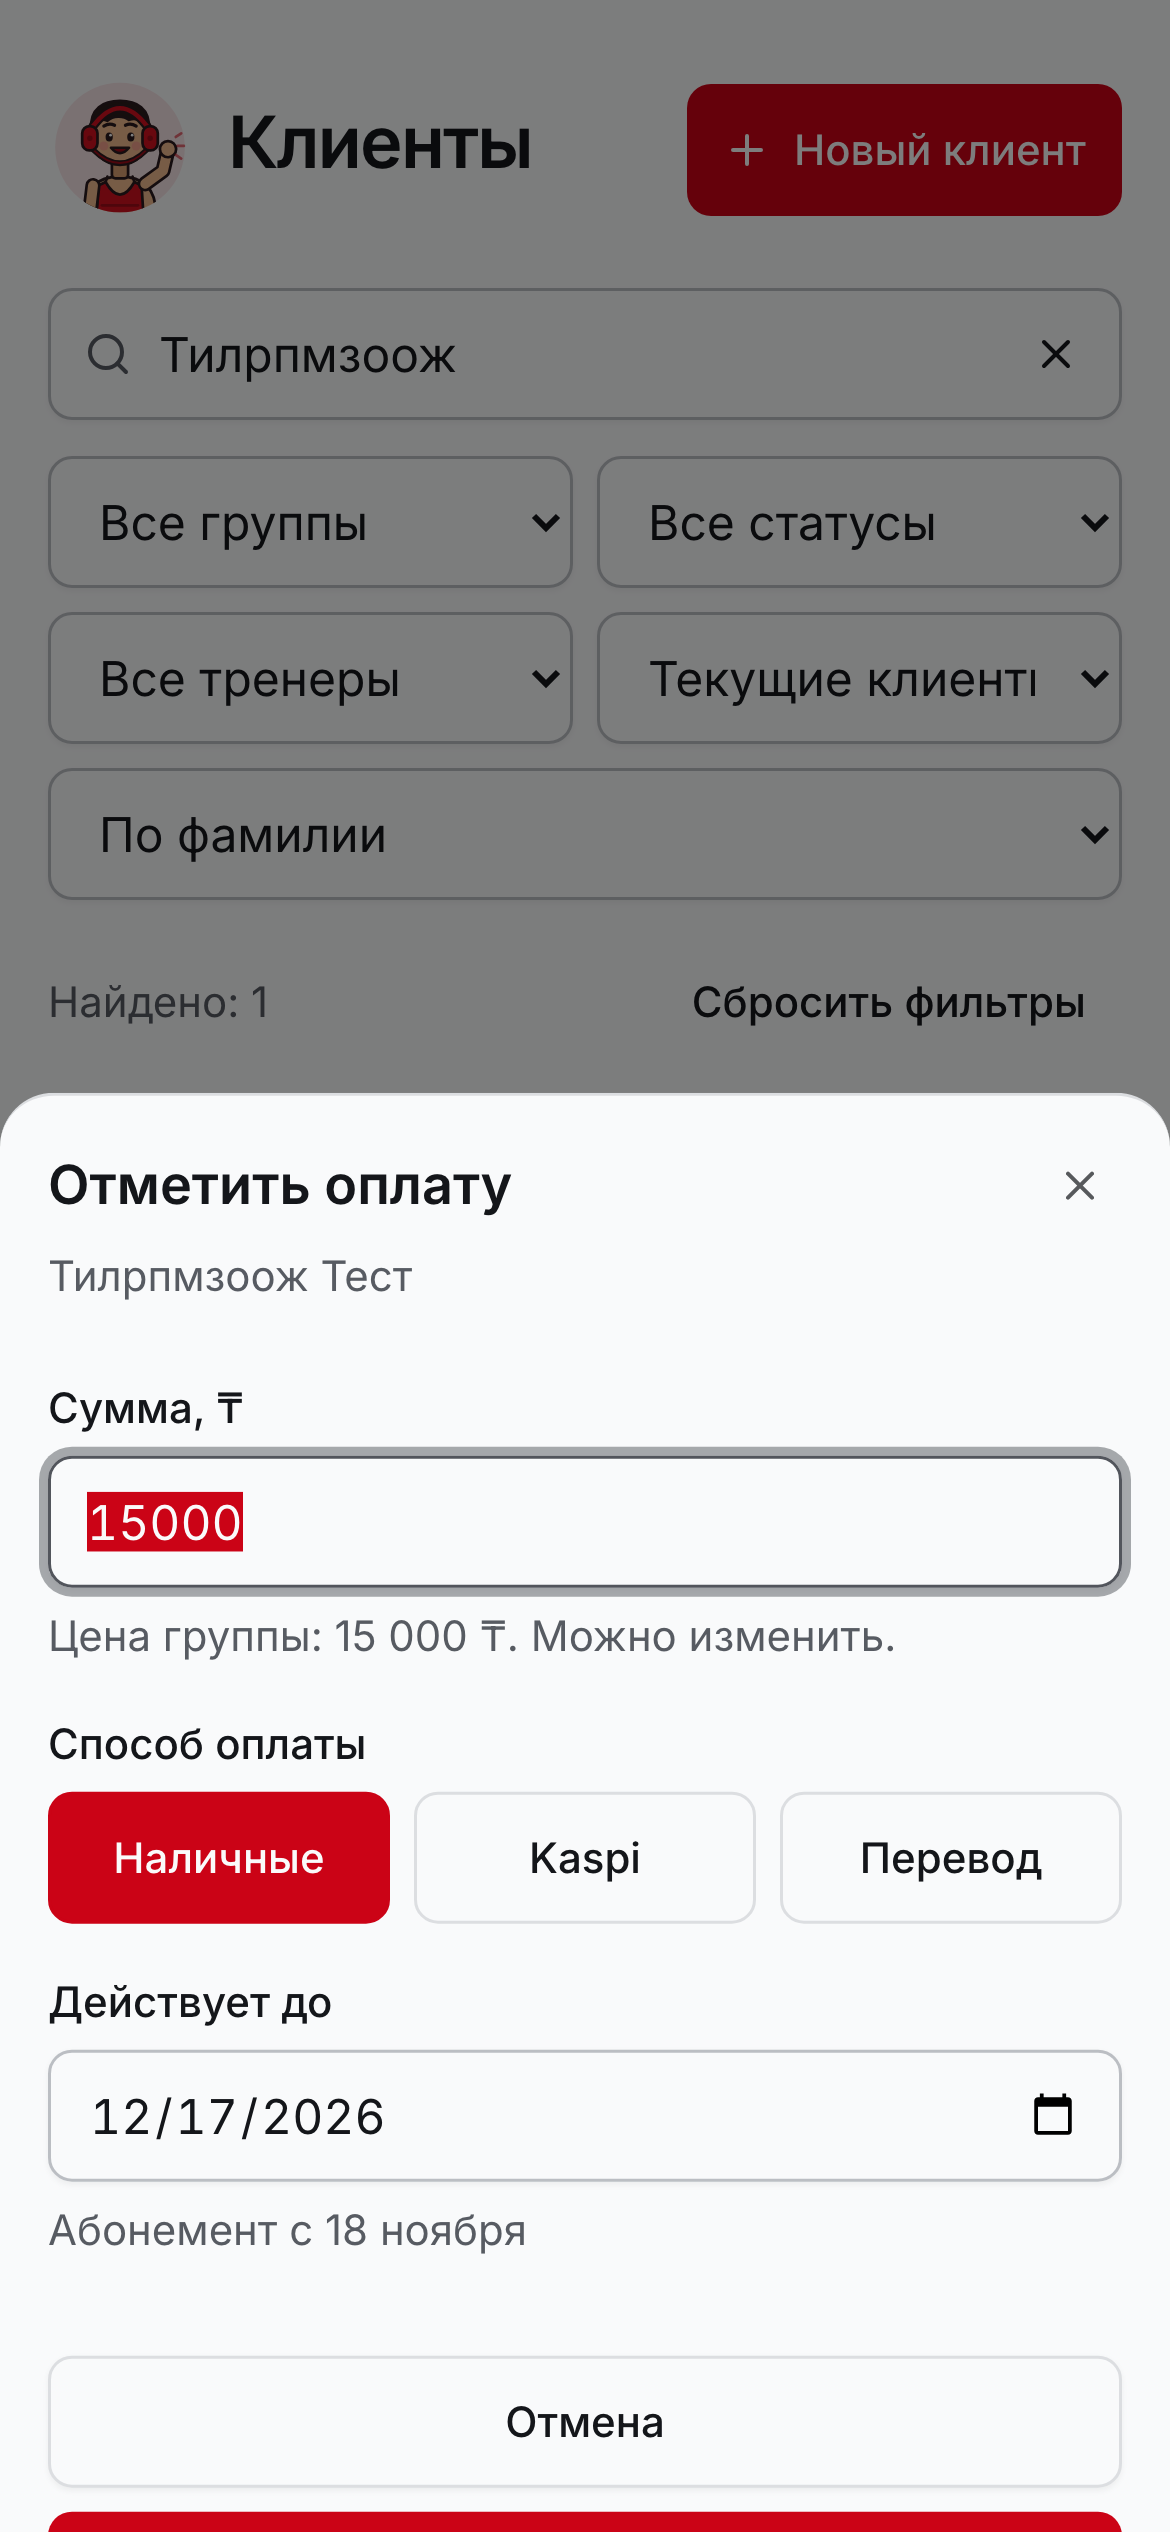 Клиенты
+ Новый клиент
Тилрпмзоож
Все группы
Все статусы
Все тренеры
Текущие клиент
По фамилии
Найдено: 1
Сбросить фильтры
Отметить оплату
Тилрпмзоож Тест
Сумма, ₸
15000
Цена группы: 15 000 ₸. Можно изменить.
Способ оплаты
Наличные
Kaspi
Перевод
Действует до
12/17/2026
Абонемент с 18 ноября
Отмена